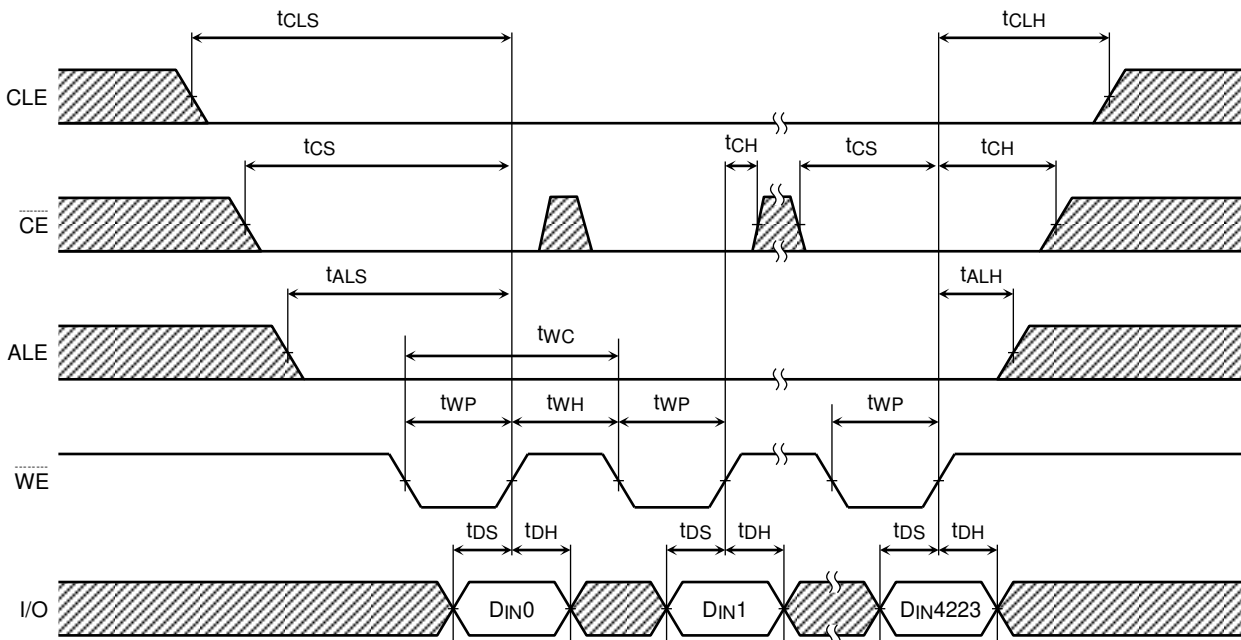 tCLS tCLH
CLE
tCS tCH tCS tCH
CE
tALS tALH
ALE
tWC
tWP tWH tWP tWP
WE
tDS tDH tDS tDH tDS tDH
I/O DIN0 DIN1 DIN4223